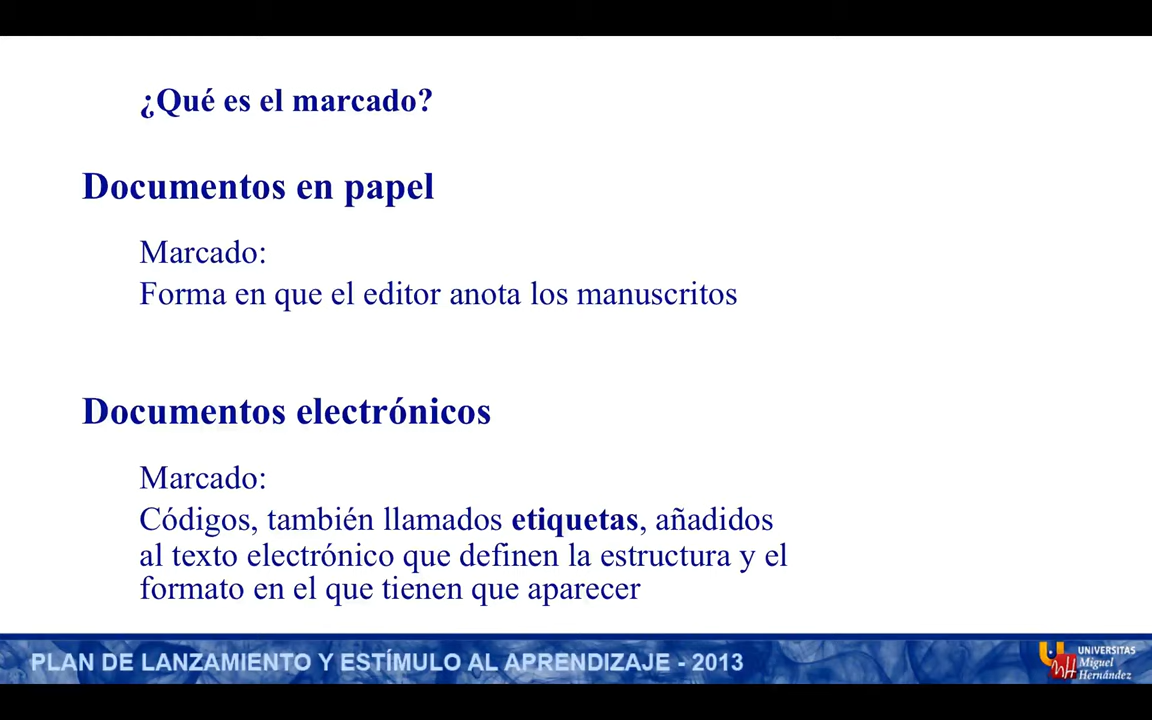 ¿Qué es el marcado?
Documentos en papel
Marcado:
Forma en que el editor anota los manuscritos
Documentos electrónicos
Marcado:
Códigos, también llamados etiquetas, añadidos
al texto electrónico que definen la estructura y el
formato en el que tienen que aparecer
PLAN DE LANZAMIENTO Y ESTÍMULO AL APRENDIZAJE - 2013
UNIVERSITAS
Miguel
Hernández